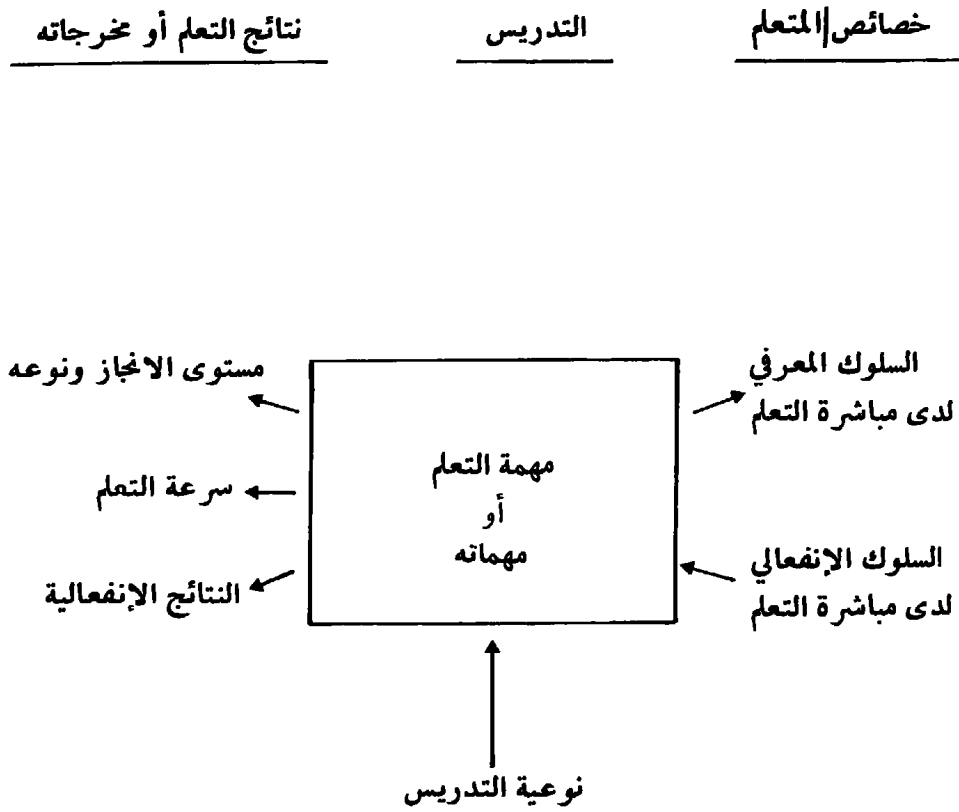 خصائص المتعلم
التدريس
نتائج التعلم أو مخرجاته
السلوك المعرفي
لدى مباشرة التعلم
السلوك الإنفعالي
لدى مباشرة التعلم
مهمة التعلم
أو
مهماته
مستوى الانجاز ونوعه
سرعة التعلم
النتائج الإنفعالية
نوعية التدريس